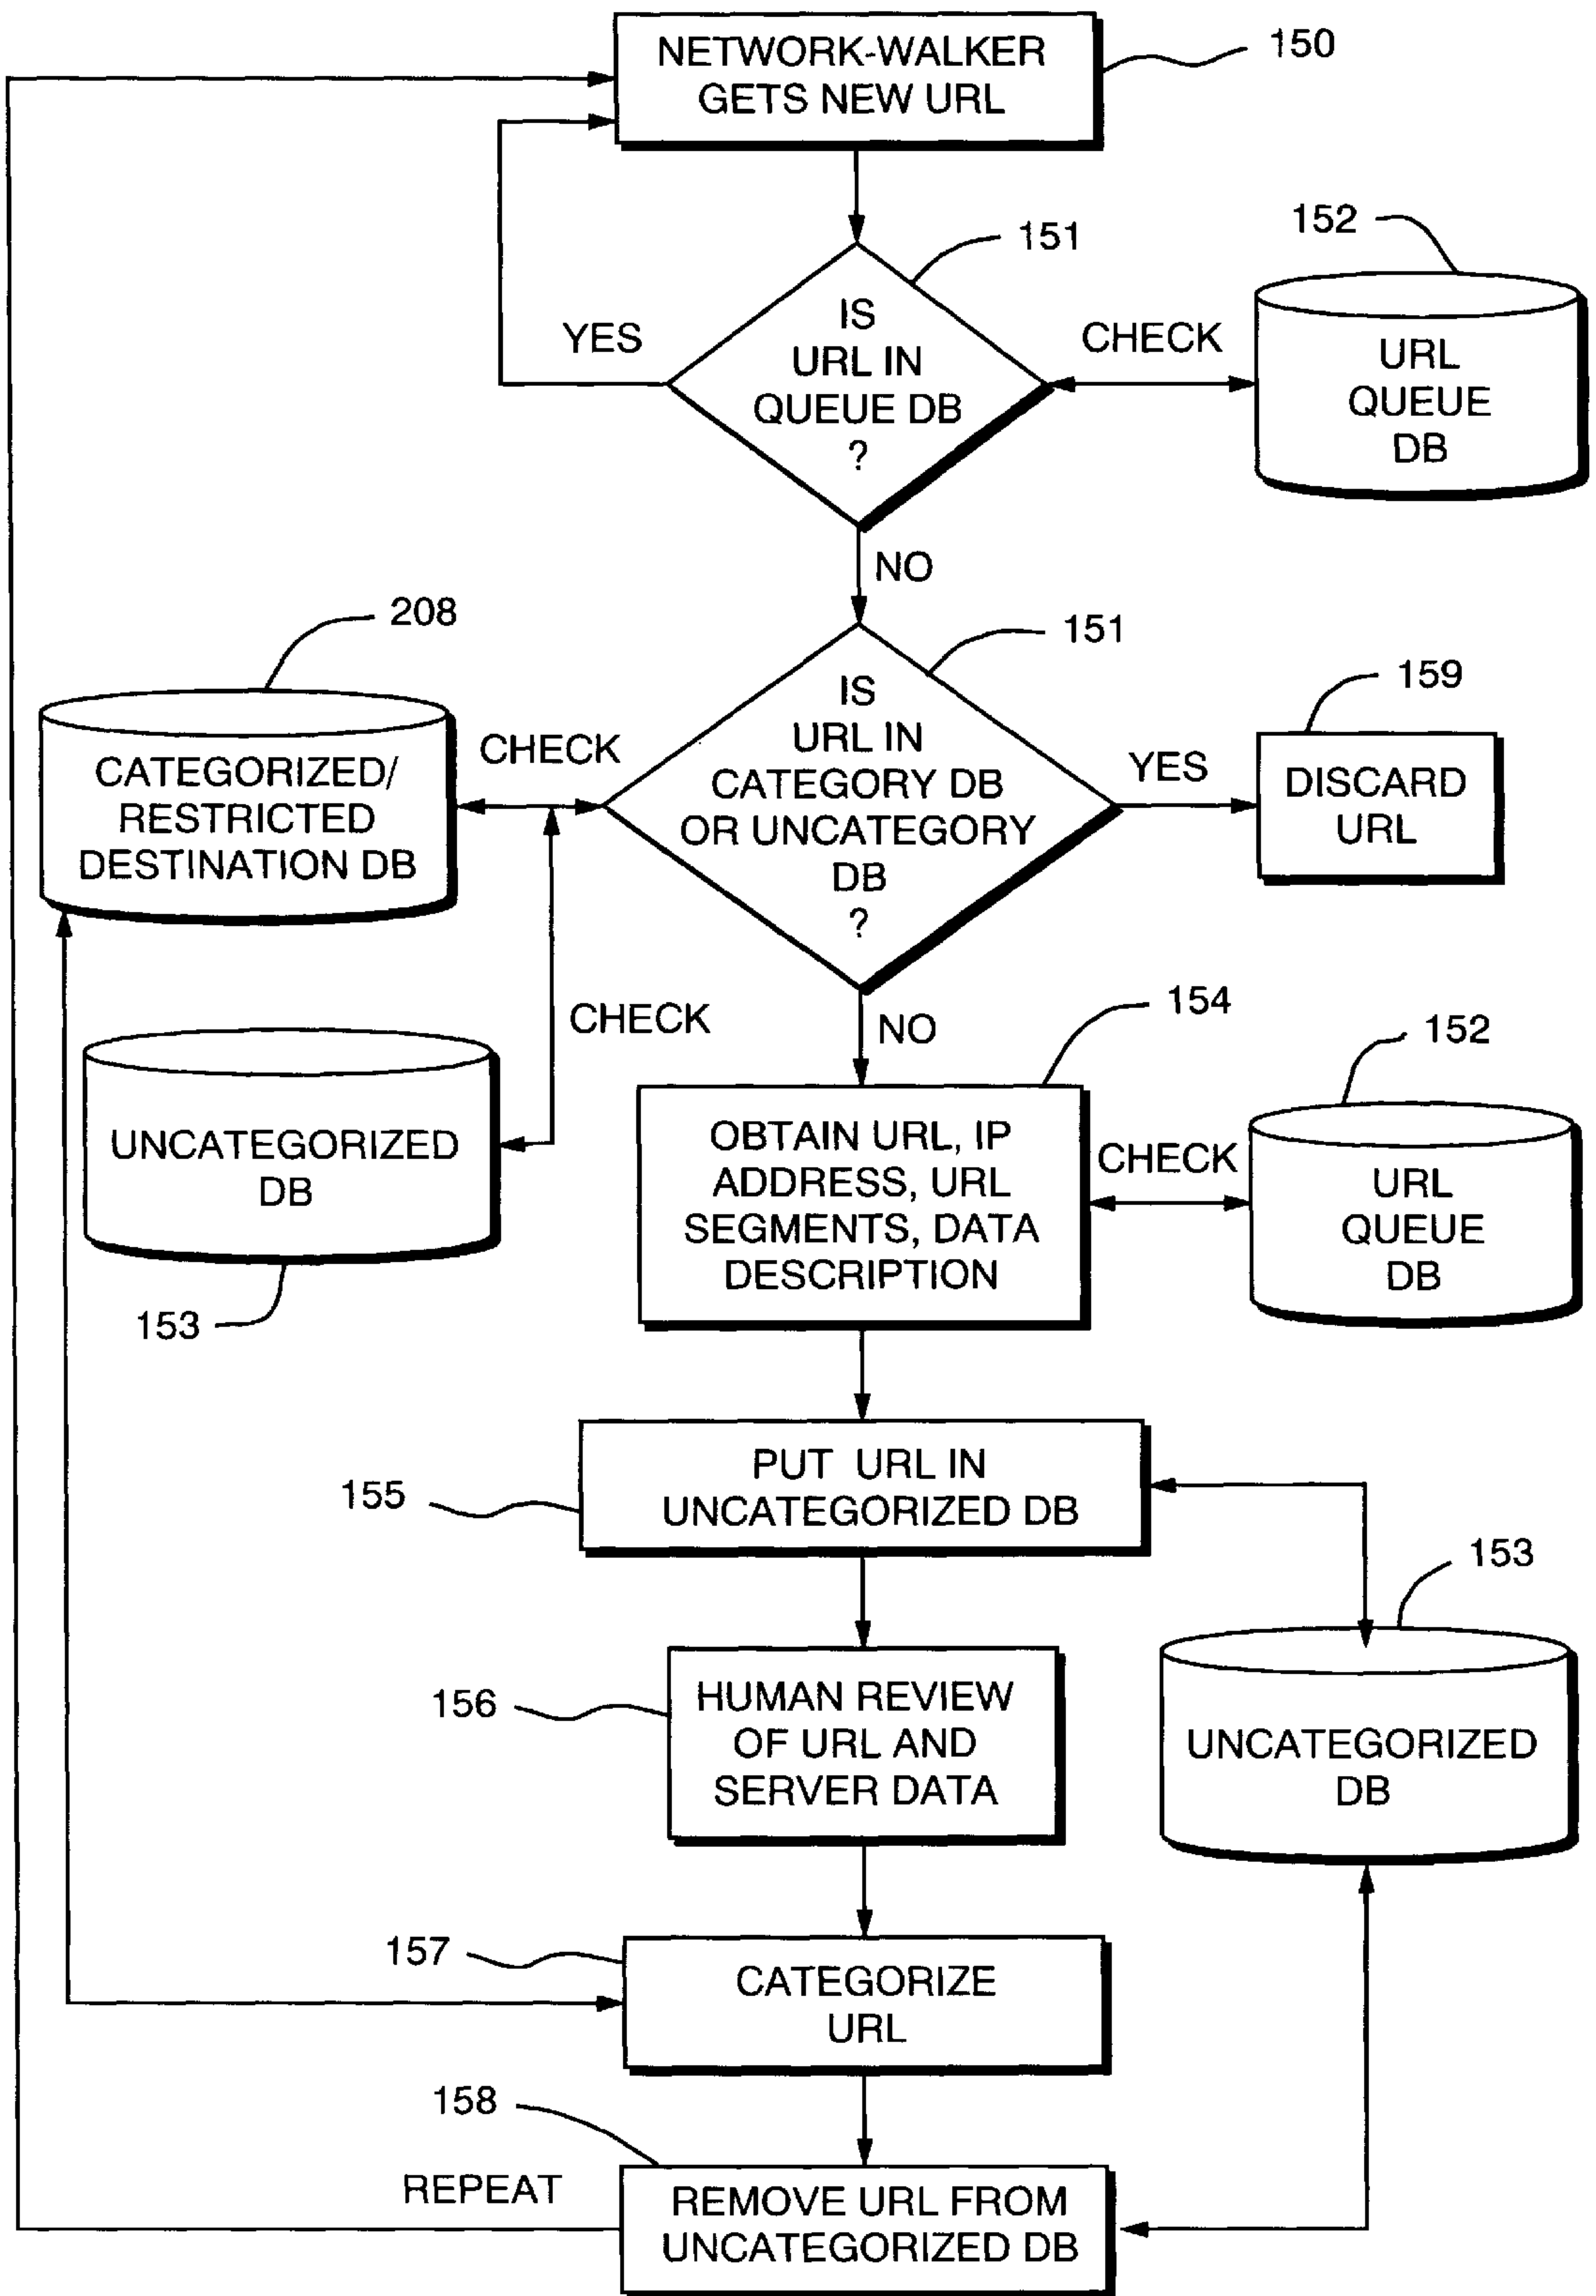 NETWORK-WALKER
GETS NEW URL
150
151
152
IS
URL IN
QUEUE DB
?
YES
CHECK
URL
QUEUE
DB
NO
208
151
159
CATEGORIZED/
RESTRICTED
DESTINATION DB
CHECK
IS
URL IN
CATEGORY DB
OR UNCATEGORY
DB
?
YES
DISCARD
URL
CHECK
NO
154
152
UNCATEGORIZED
DB
153
OBTAIN URL, IP
ADDRESS, URL
SEGMENTS, DATA
DESCRIPTION
CHECK
URL
QUEUE
DB
155
PUT URL IN
UNCATEGORIZED DB
153
156
HUMAN REVIEW
OF URL AND
SERVER DATA
UNCATEGORIZED
DB
157
CATEGORIZE
URL
158
REPEAT
REMOVE URL FROM
UNCATEGORIZED DB